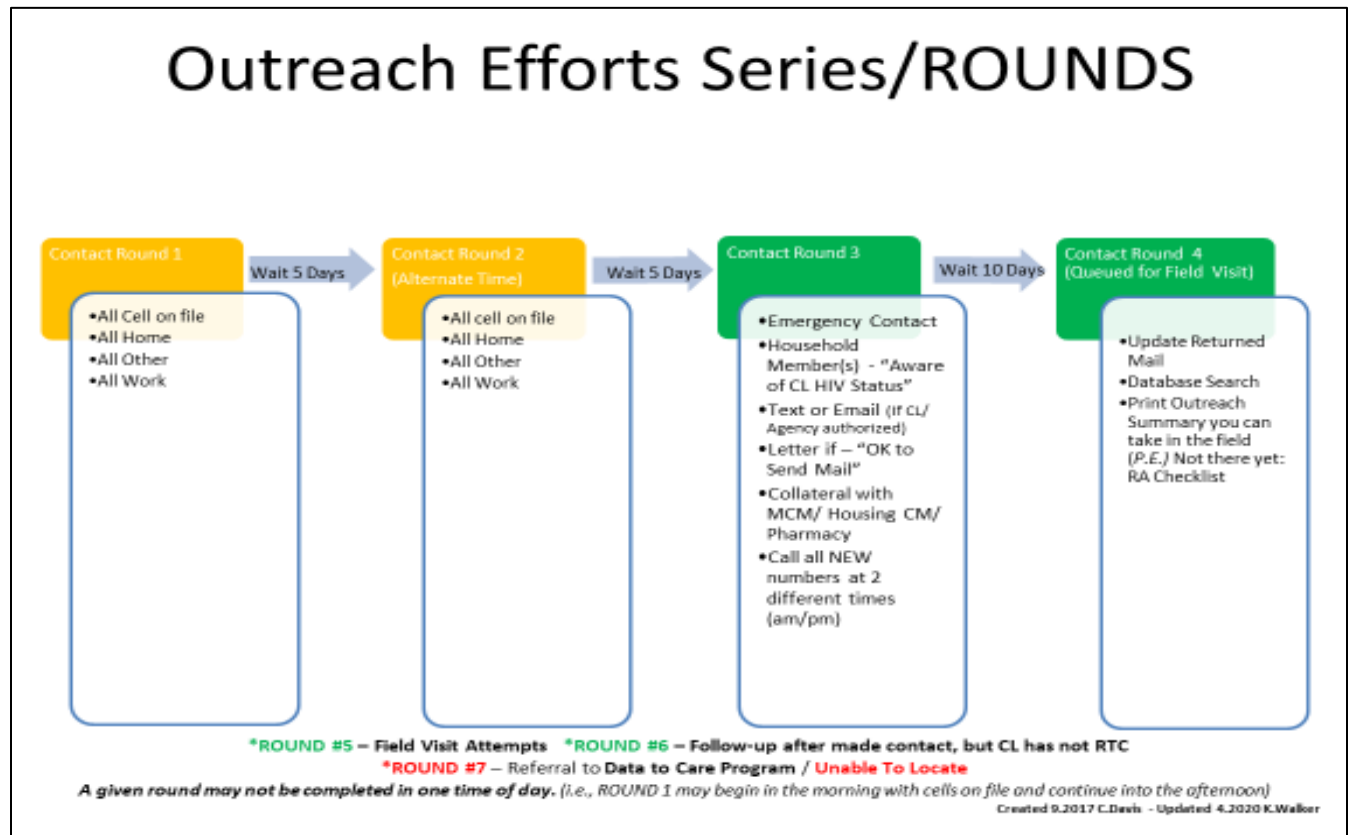 Outreach Efforts Series/ROUNDS
Contact Round 1
Wait 5 Days
Contact Round 2
(Alternate Time)
Wait 5 Days
Contact Round 3
Wait 10 Days
Contact Round 4
(Queued for Field Visit)
•All Cell on file
•All Home
•All Other
•All Work
•All cell on file
•All Home
•All Other
•All Work
•Emergency Contact
•Household
Member(s) - "Aware
of CL HIV Status"
•Text or Email (If CL/
Agency authorized)
•Letter if – "OK to
Send Mail"
•Collateral with
MCM/ Housing CM/
Pharmacy
•Call all NEW
numbers at 2
different times
(am/pm)
•Update Returned
Mail
•Database Search
•Print Outreach
Summary you can
take in the field
(P.E.) Not there yet:
RA Checklist
*ROUND #5 – Field Visit Attempts *ROUND #6 – Follow-up after made contact, but CL has not RTC
*ROUND #7 – Referral to Data to Care Program / Unable To Locate
A given round may not be completed in one time of day. (i.e., ROUND 1 may begin in the morning with cells on file and continue into the afternoon)
Created 9.2017 C.Davis - Updated 4.2020 K.Walker